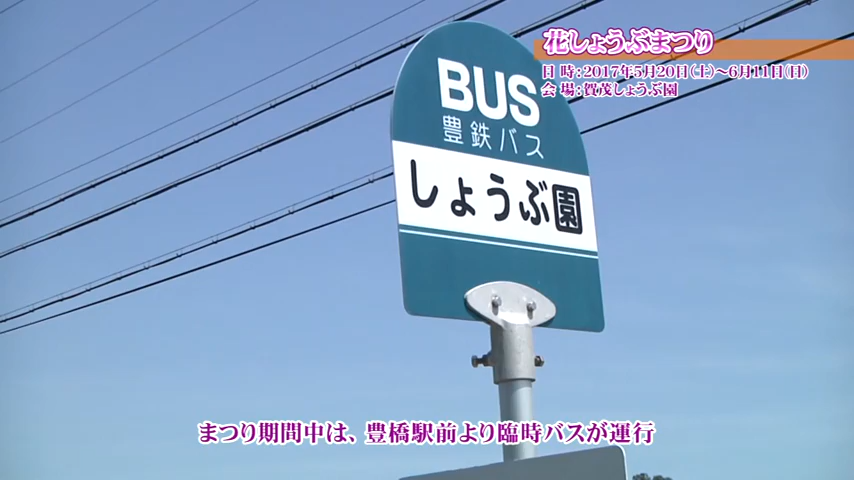 花しょうぶまつり
日 時：2017年5月20日（土）～6月11日（日）
会 場：賀茂しょうぶ園
BUS
豊鉄バス
しょうぶ園
まつり期間中は、豊橋駅前より臨時バスが運行